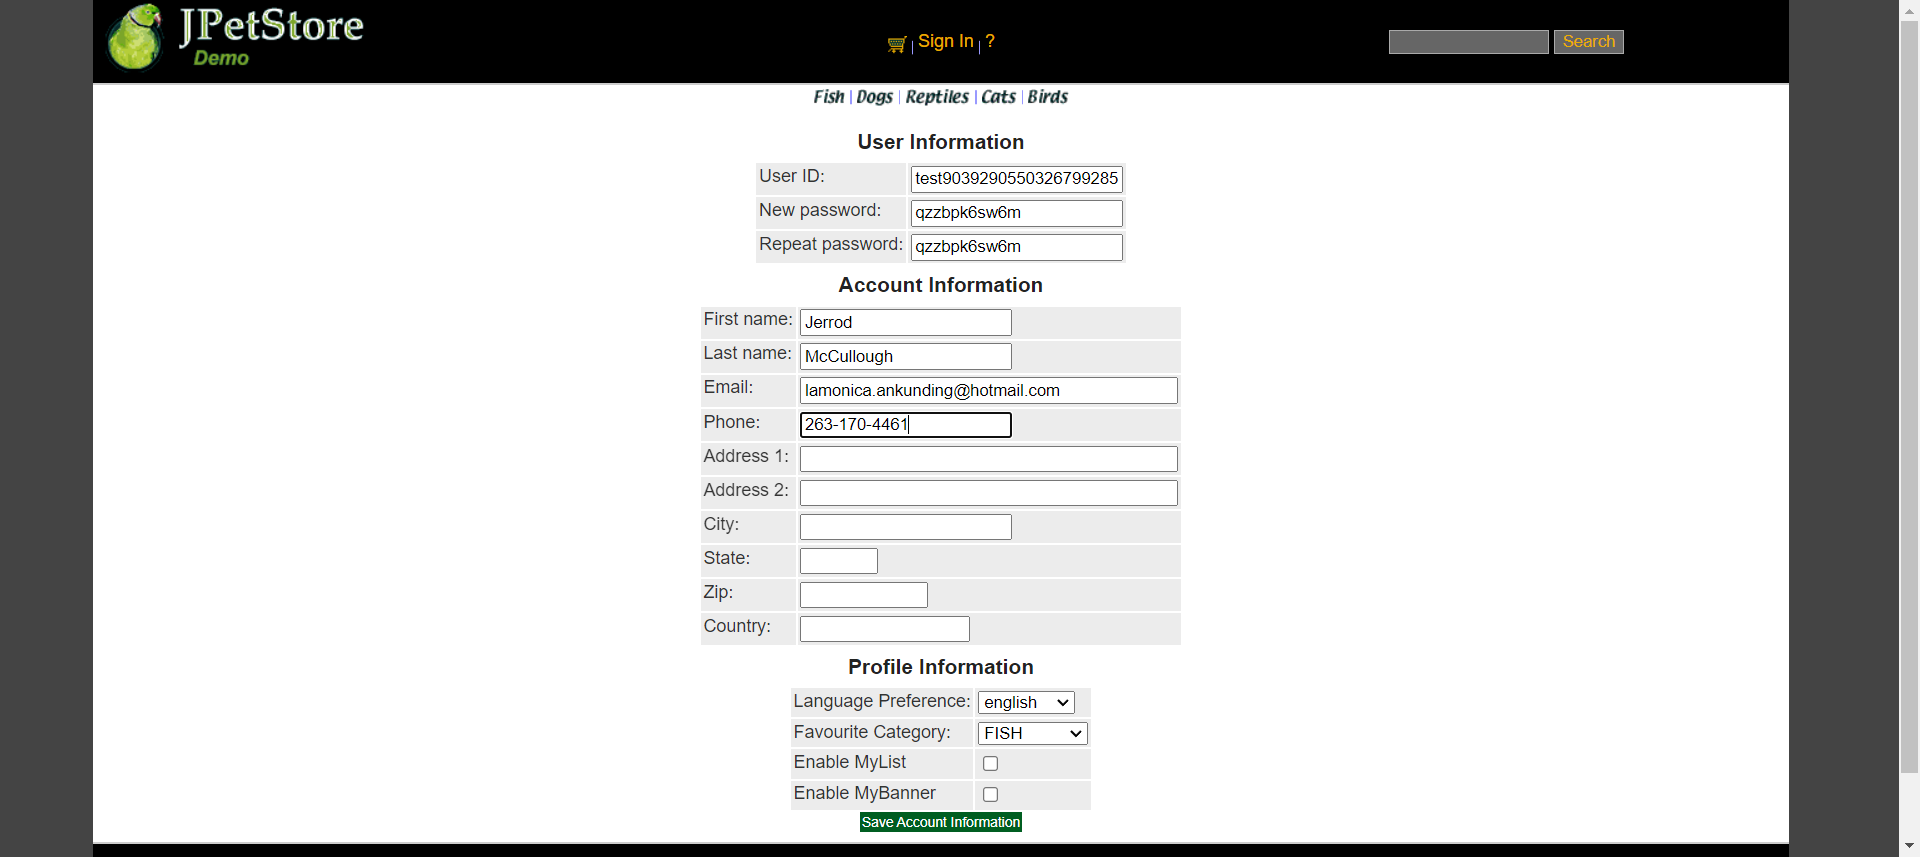 JPetStore
Demo
Sign In | ?
Search
Fish | Dogs | Reptiles | Cats | Birds
User Information
User ID: test9039290550326799285
New password: qzzbpk6sw6m
Repeat password: qzzbpk6sw6m
Account Information
First name: Jerrod
Last name: McCullough
Email: lamonica.ankunding@hotmail.com
Phone: 263-170-4461
Address 1:
Address 2:
City:
State:
Zip:
Country:
Profile Information
Language Preference: english
Favourite Category: FISH
Enable MyList
Enable MyBanner
Save Account Information